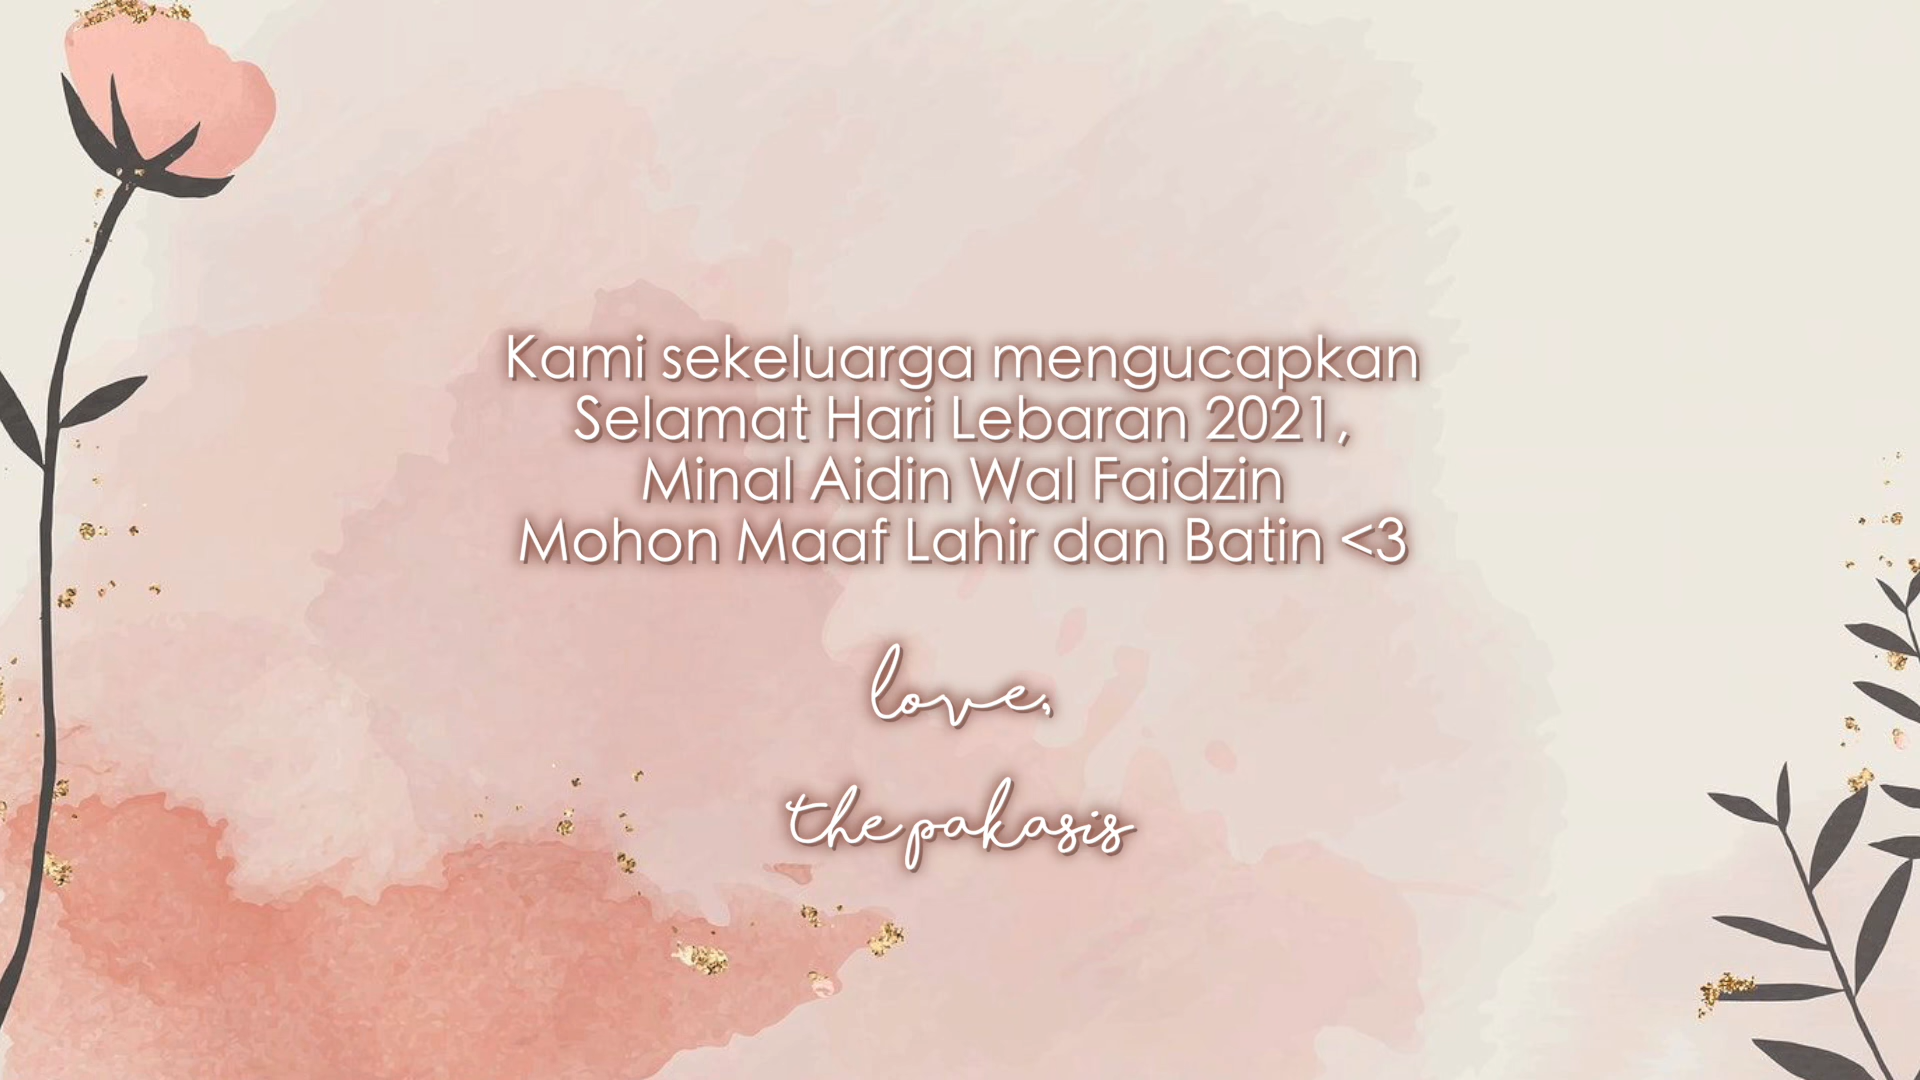 Kami sekeluarga mengucapkan
Selamat Hari Lebaran 2021,
Minal Aidin Wal Faidzin
Mohon Maaf Lahir dan Batin <3
love,
the pakasis